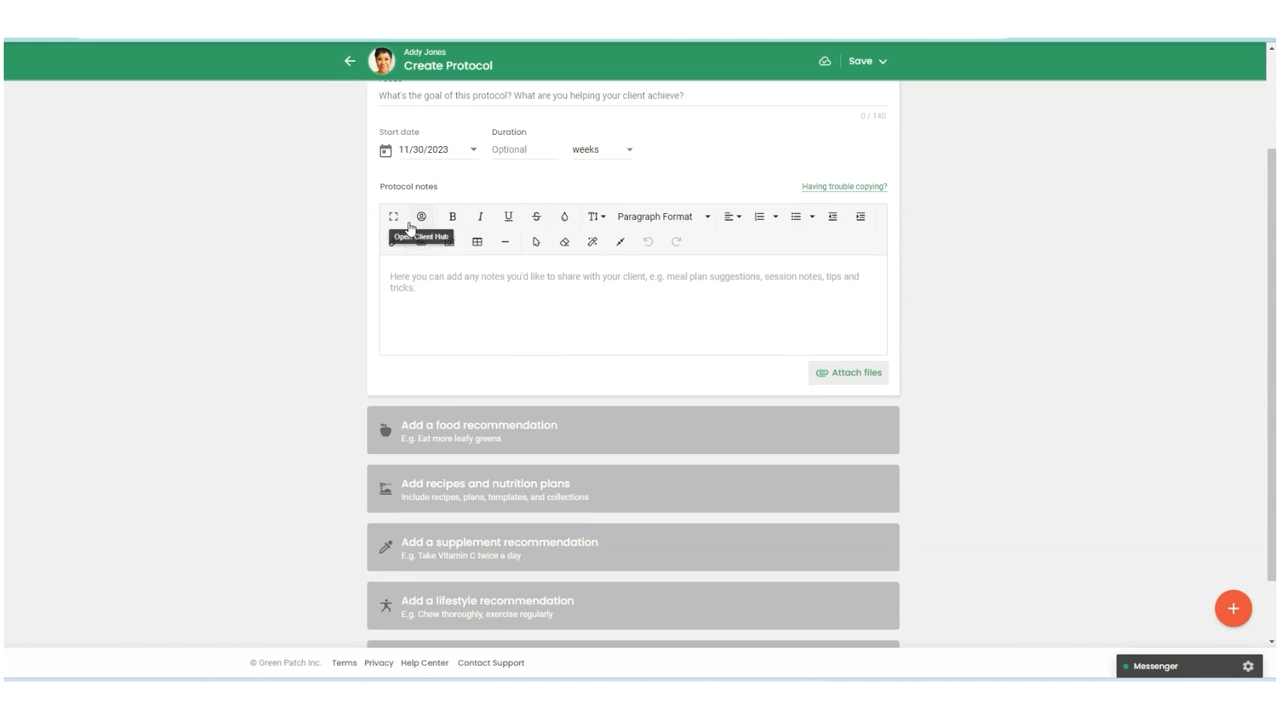 Addy Jones
Create Protocol
Save
What's the goal of this protocol? What are you helping your client achieve?
0 / 140
Start date
Duration
11/30/2023
Optional
weeks
Protocol notes
Having trouble copying?
B I U S
Paragraph Format
Open Client Hub
Here you can add any notes you'd like to share with your client, e.g. meal plan suggestions, session notes, tips and
tricks.
Attach files
Add a food recommendation
E.g. Eat more leafy greens
Add recipes and nutrition plans
Include recipes, plans, templates, and collections
Add a supplement recommendation
E.g. Take Vitamin C twice a day
Add a lifestyle recommendation
E.g. Chew thoroughly, exercise regularly
© Green Patch Inc.
Terms
Privacy
Help Center
Contact Support
Messenger